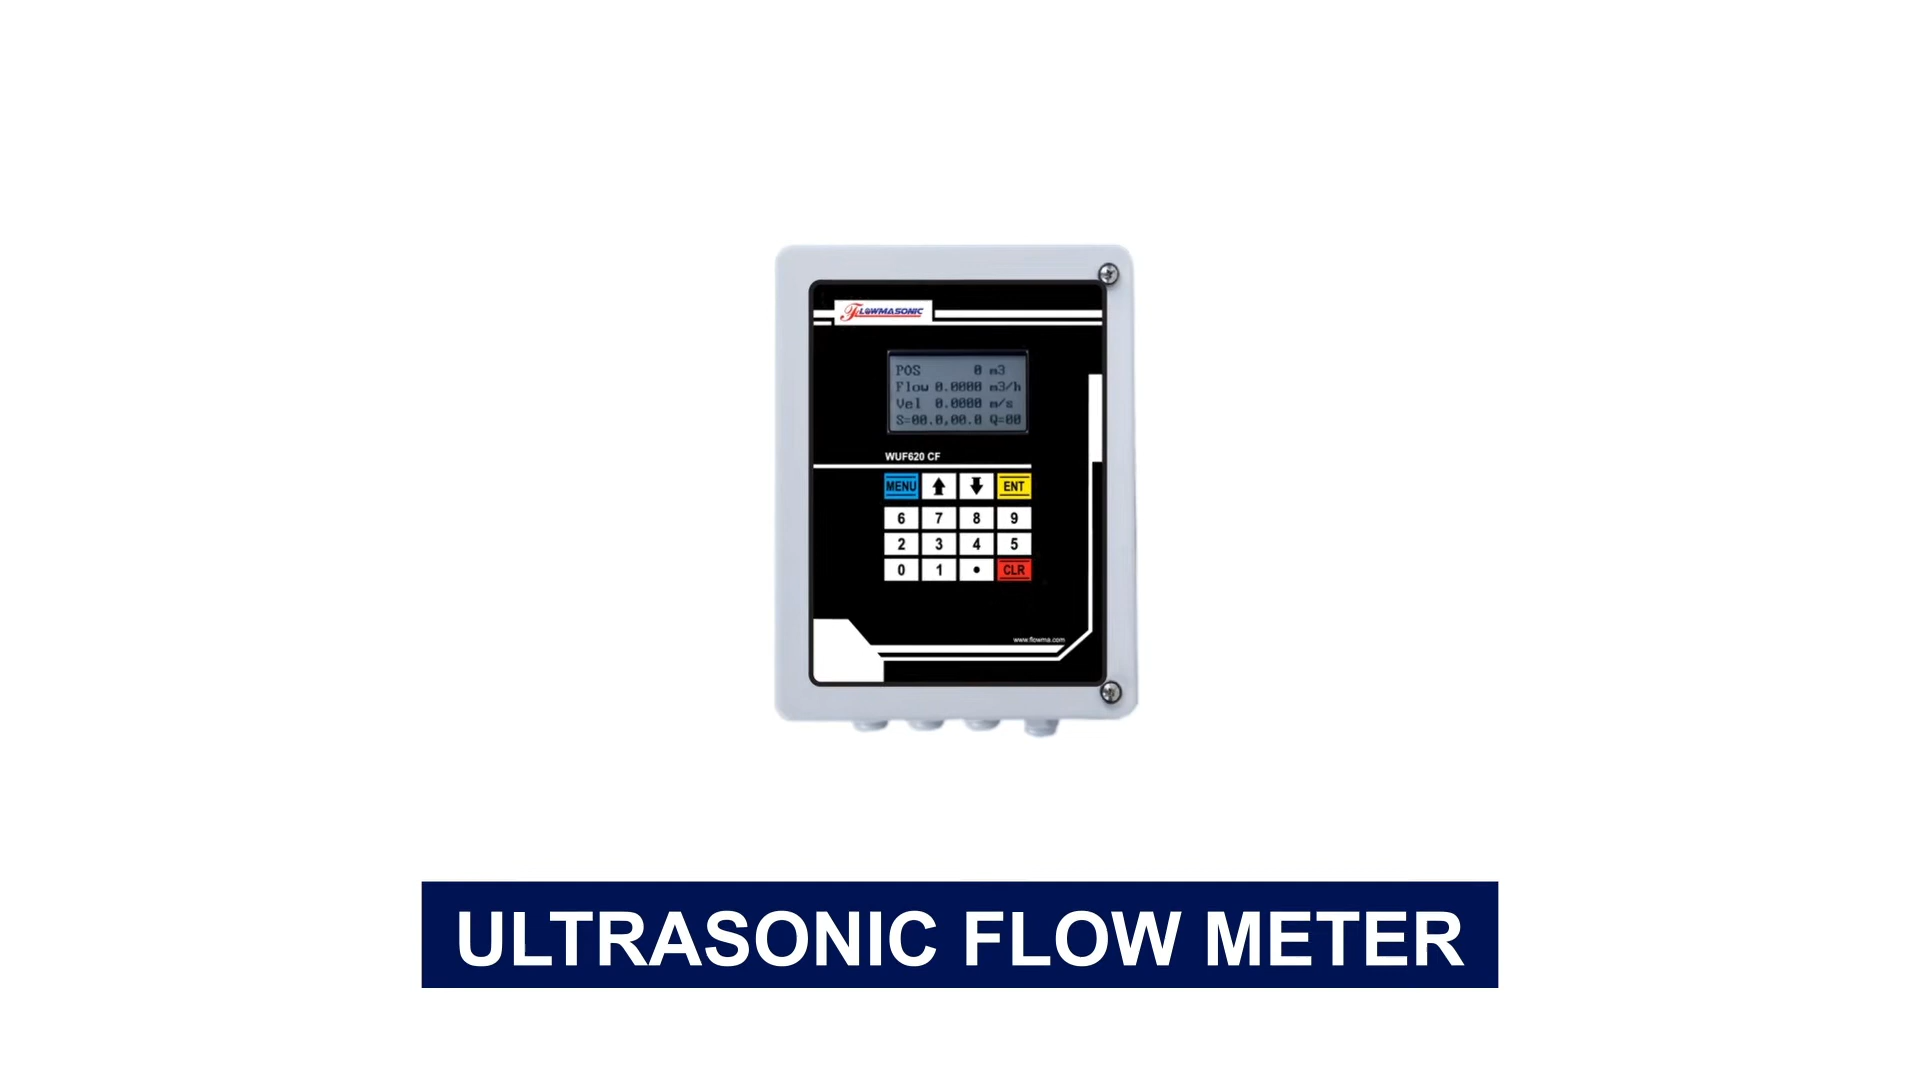 FLOWMASONIC
POS 0 m3
Flow 0.0000 m3/h
Vel 0.0000 m/s
S=00.0,00.0 Q=00
WUF620 CF
MENU ENT
6 7 8 9
2 3 4 5
0 1 • CLR
www.flowma.com
ULTRASONIC FLOW METER